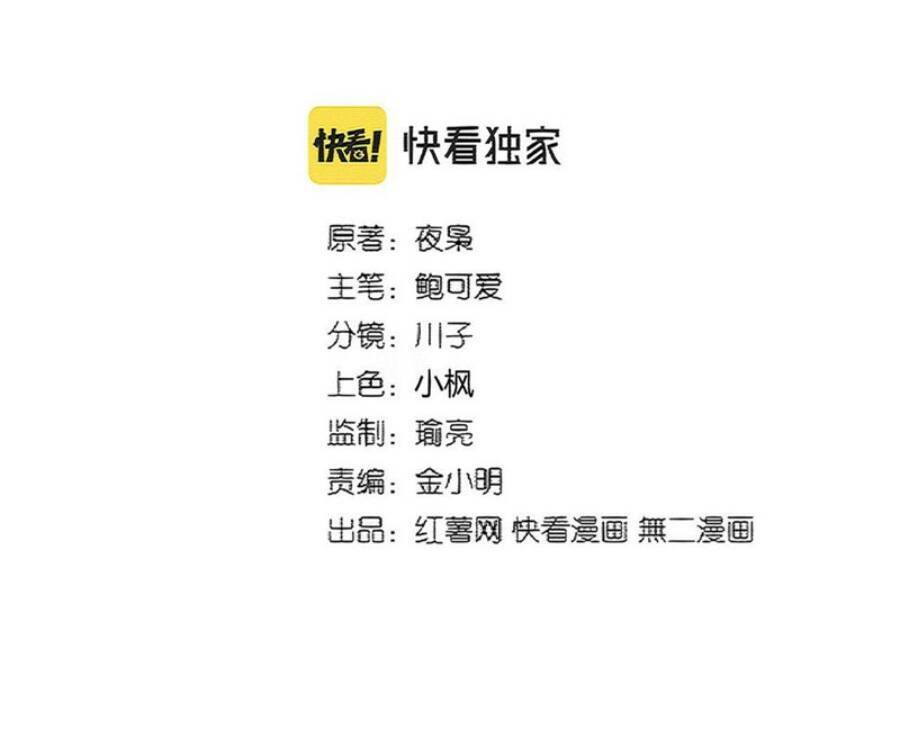 快看! 快看独家
原著：夜枭
主笔：鲍可爱
分镜：川子
上色：小枫
监制：瑜亮
责编：金小明
出品：红薯网 快看漫画 無二漫画